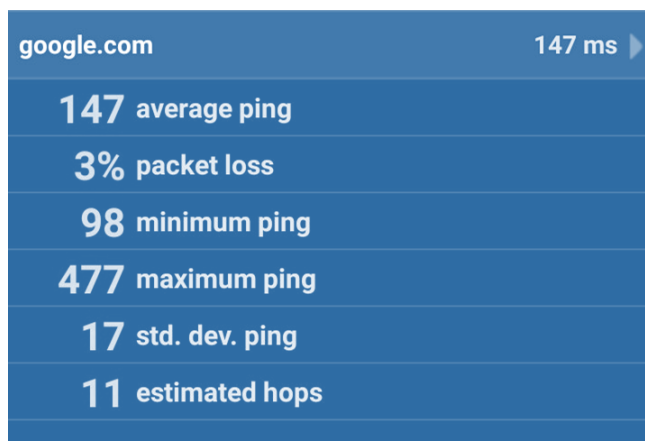 google.com 147 ms
147 average ping
3% packet loss
98 minimum ping
477 maximum ping
17 std. dev. ping
11 estimated hops